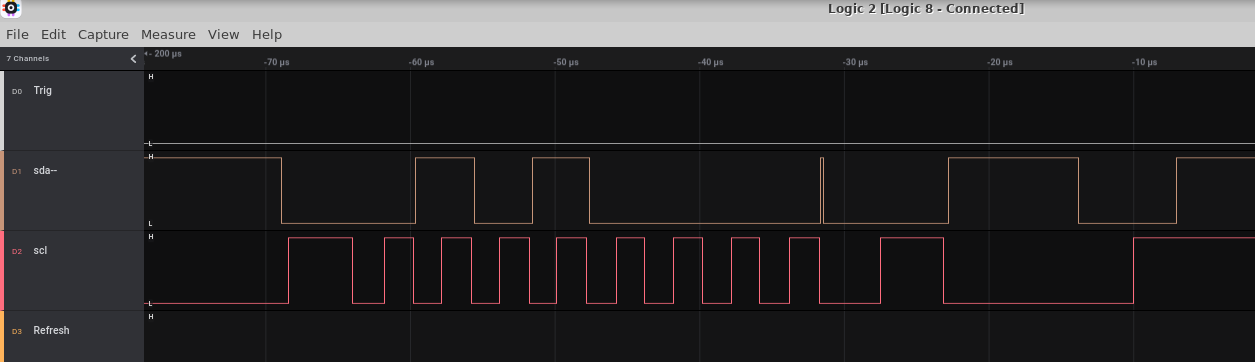 Logic 2 [Logic 8 - Connected]
File Edit Capture Measure View Help
7 Channels
- 200 µs
-70 µs -60 µs -50 µs -40 µs -30 µs -20 µs -10 µs
D0 Trig
H
L
D1 sda--
H
L
D2 scl
H
L
D3 Refresh
H